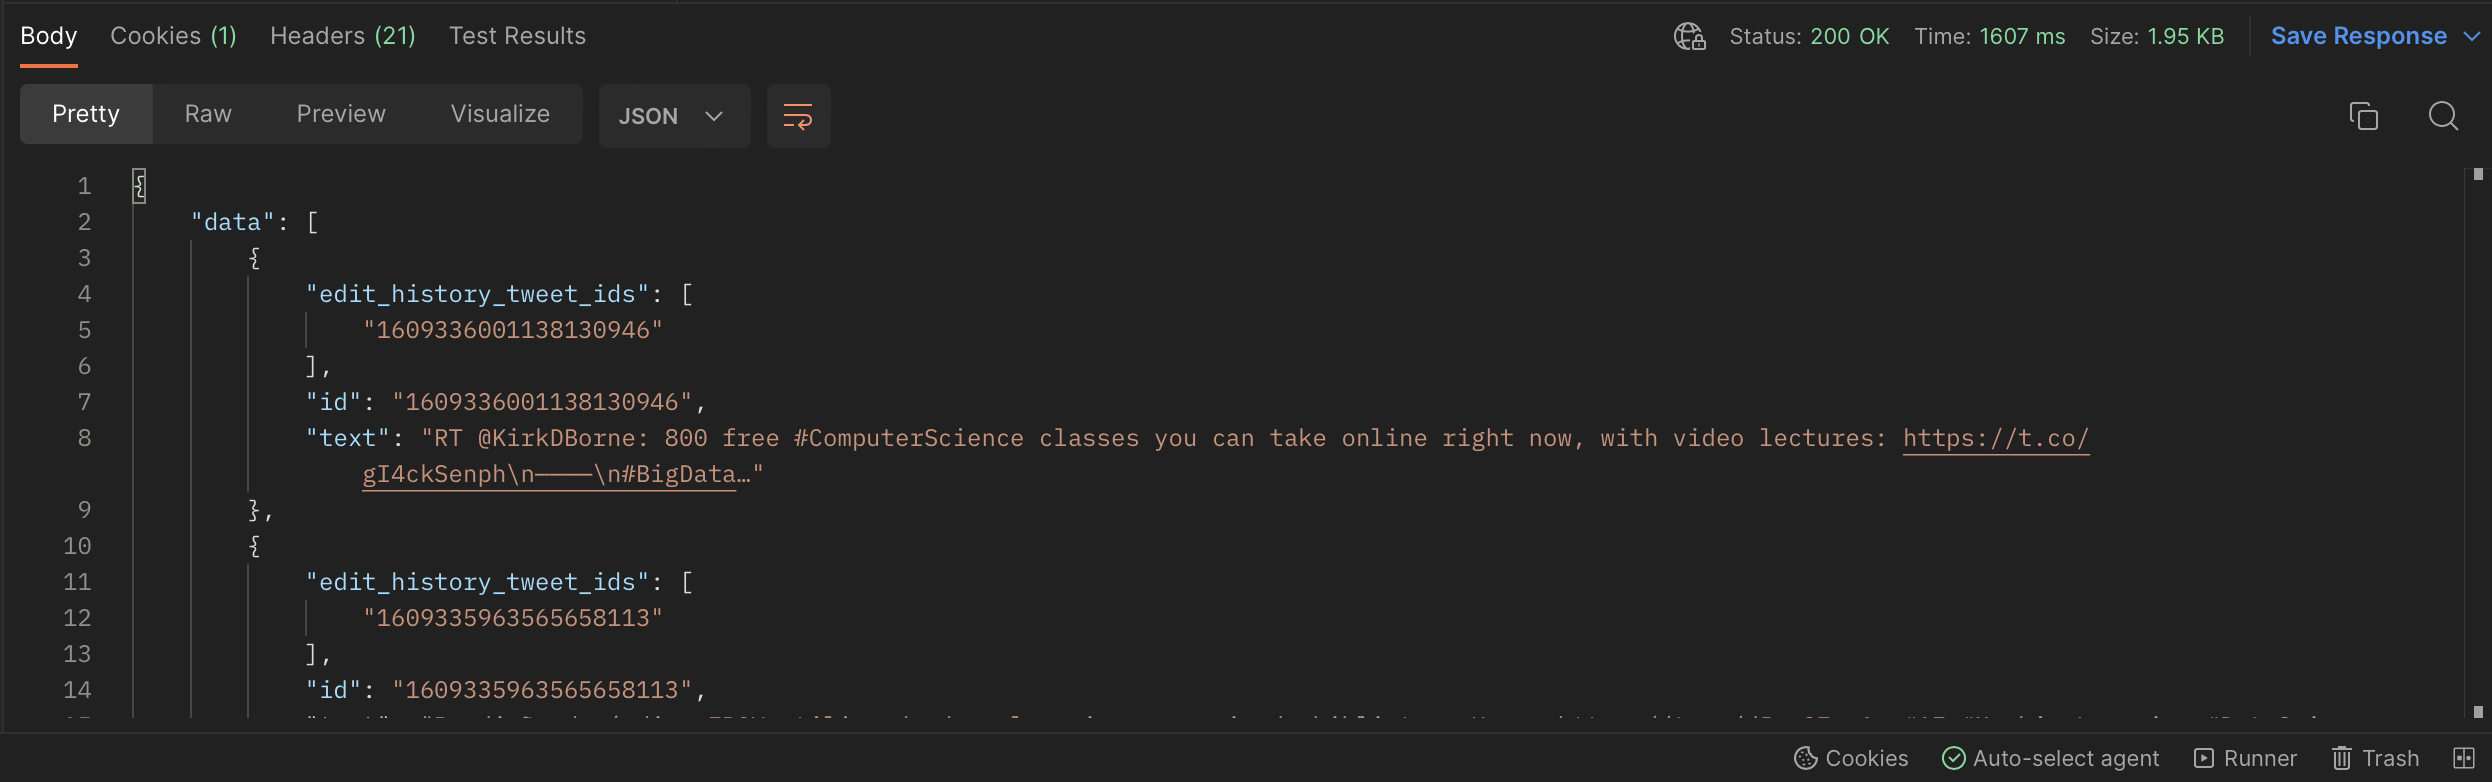 Body Cookies (1) Headers (21) Test Results Status: 200 OK Time: 1607 ms Size: 1.95 KB Save Response
Pretty Raw Preview Visualize JSON
1 {
2 "data": [
3 {
4 "edit_history_tweet_ids": [
5 "1609336001138130946"
6 ],
7 "id": "1609336001138130946",
8 "text": "RT @KirkDBorne: 800 free #ComputerScience classes you can take online right now, with video lectures: https://t.co/
gI4ckSenph\n————\n#BigData…"
9 },
10 {
11 "edit_history_tweet_ids": [
12 "1609335963565658113"
13 ],
14 "id": "1609335963565658113",
Cookies Auto-select agent Runner Trash